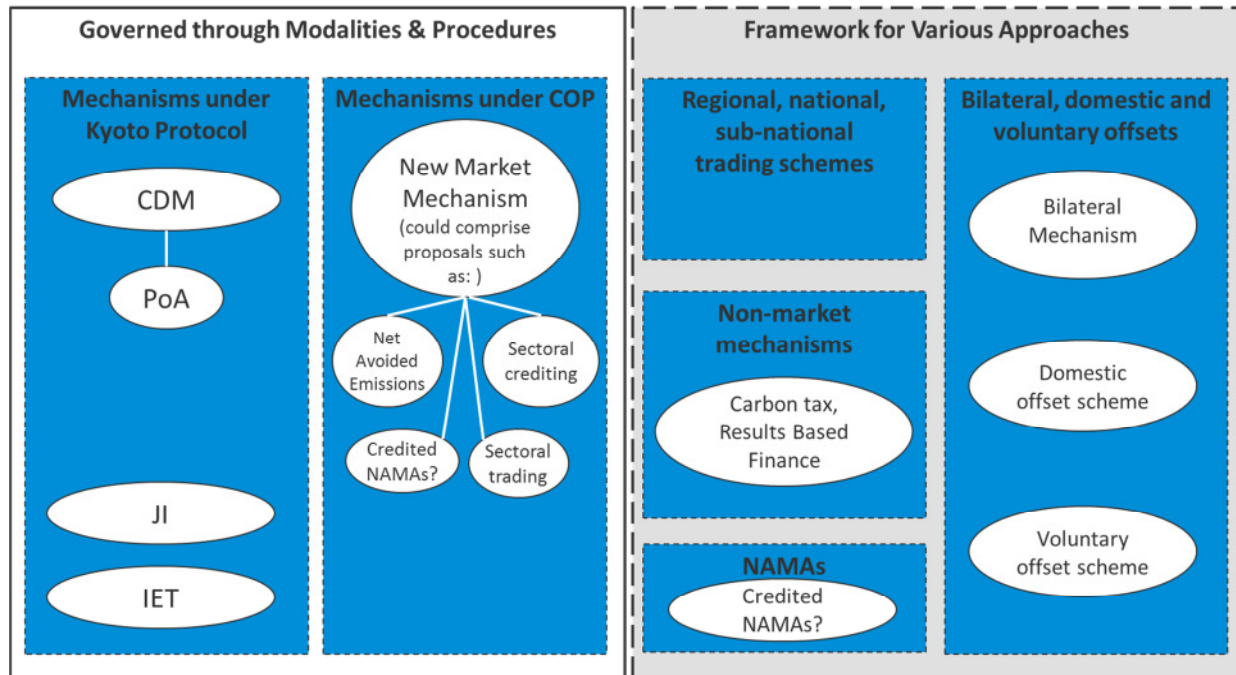 Governed through Modalities & Procedures
Mechanisms under
Kyoto Protocol
CDM
PoA
JI
IET
Mechanisms under COP
New Market
Mechanism
(could comprise
proposals such
as: )
Net
Avoided
Emissions
Sectoral
crediting
Credited
NAMAs?
Sectoral
trading
Framework for Various Approaches
Regional, national,
sub-national
trading schemes
Non-market
mechanisms
Carbon tax,
Results Based
Finance
NAMAs
Credited
NAMAs?
Bilateral, domestic and
voluntary offsets
Bilateral
Mechanism
Domestic
offset scheme
Voluntary
offset scheme